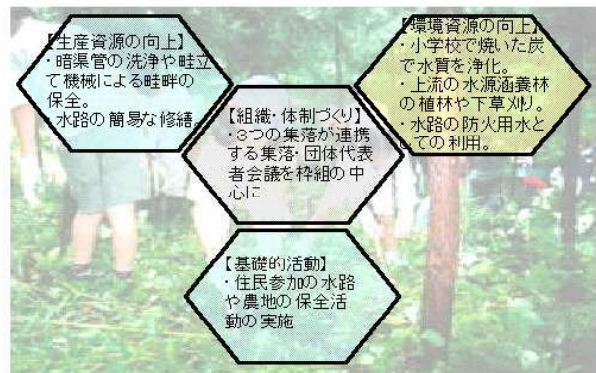 【生産資源の向上】
・暗渠管の洗浄や畦立
て機械による畦畔の
保全。
・水路の簡易な修繕。
【環境資源の向上】
・小学校で焼いた炭
で水質を浄化。
・上流の水源涵養林
の植林や下草刈り。
・水路の防火用水と
しての利用。
【組織・体制づくり】
・3つの集落が連携
する集落・団体代表
者会議を枠組の中
心に
【基礎的活動】
・住民参加の水路
や農地の保全活
動の実施